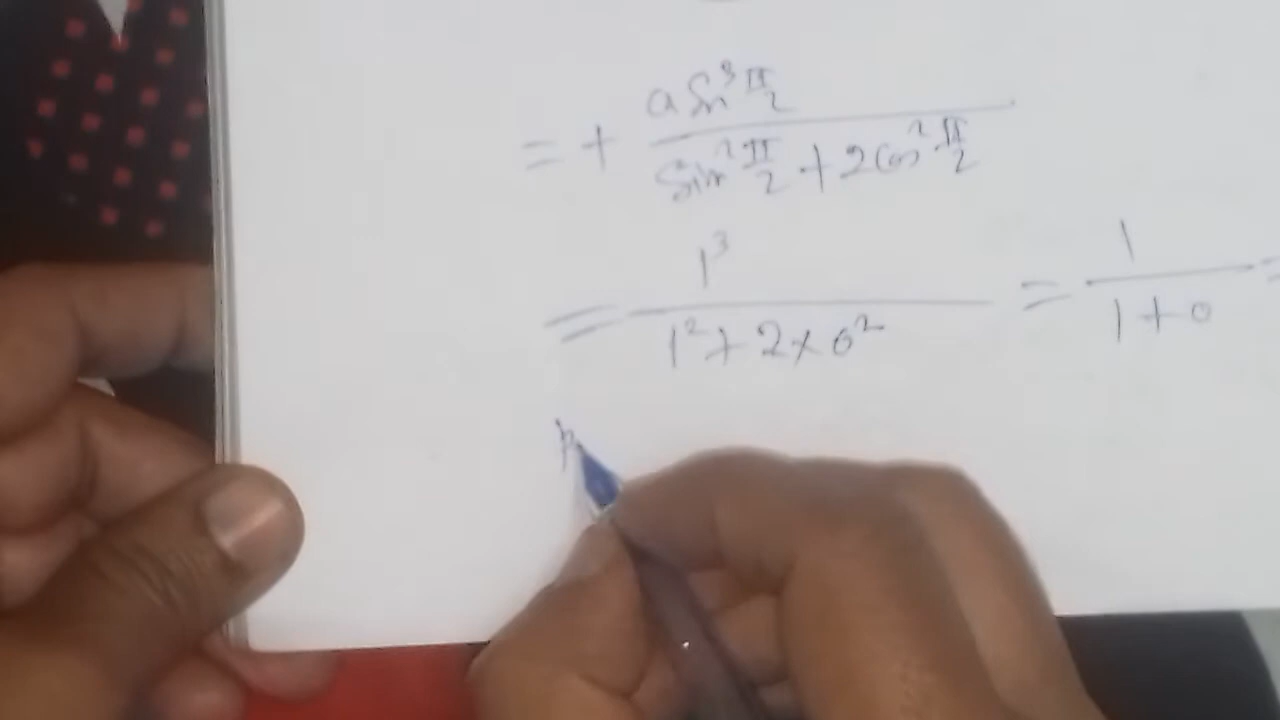 = + a sin³ π/2 / sin² π/2 + 2 cos² π/2
= 1³ / 1² + 2 × 0² = 1 / 1 + 0 =